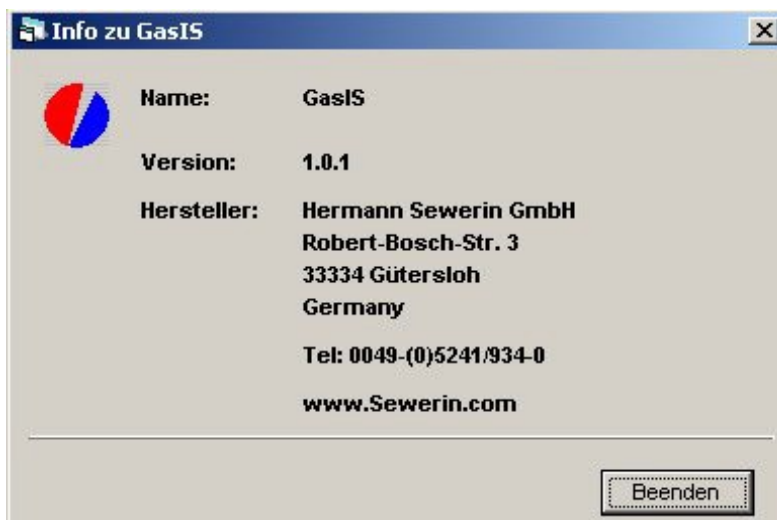 Info zu GasIS
Name: GasIS
Version: 1.0.1
Hersteller: Hermann Sewerin GmbH
Robert-Bosch-Str. 3
33334 Gütersloh
Germany
Tel: 0049-(0)5241/934-0
www.Sewerin.com
Beenden